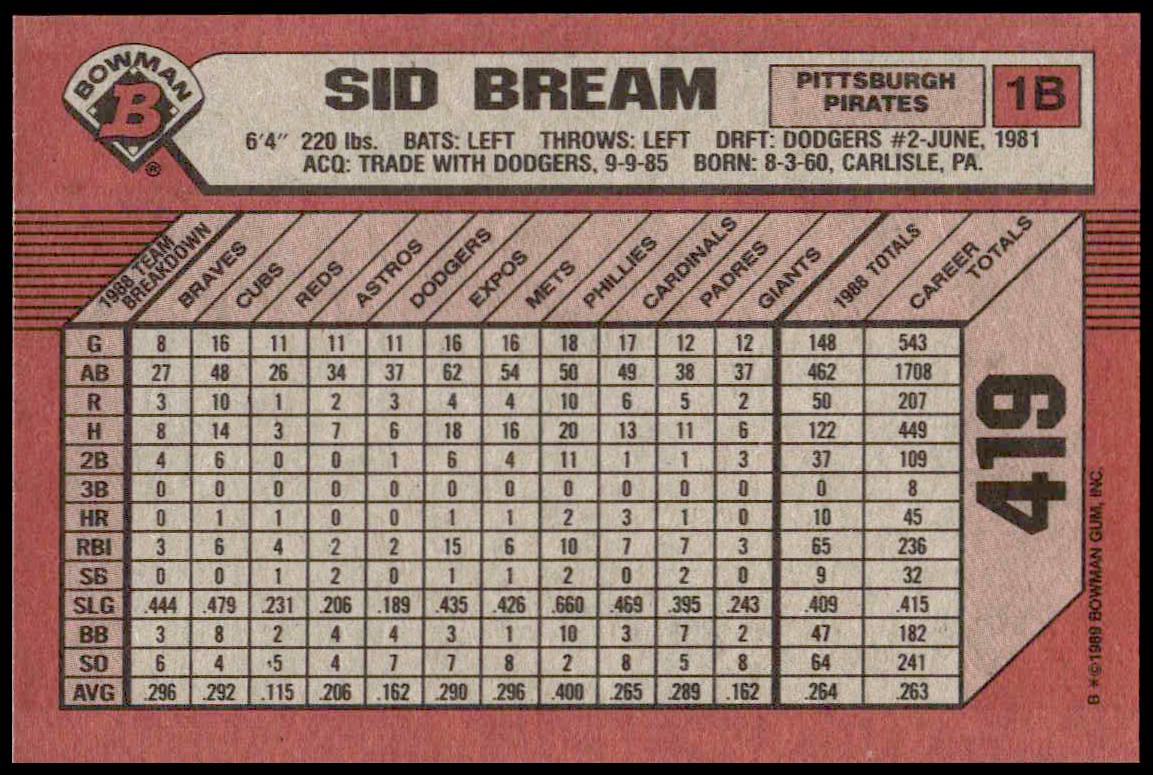 BOWMAN
B
®
SID BREAM
PITTSBURGH
PIRATES
1B
6'4" 220 lbs. BATS: LEFT THROWS: LEFT DRFT: DODGERS #2-JUNE, 1981
ACQ: TRADE WITH DODGERS, 9-9-85 BORN: 8-3-60, CARLISLE, PA.
1988 TEAM BREAKDOWN BRAVES CUBS REDS ASTROS DODGERS EXPOS METS PHILLIES CARDINALS PADRES GIANTS 1988 TOTALS CAREER TOTALS
G 8 16 11 11 11 16 16 18 17 12 12 148 543
AB 27 48 26 34 37 62 54 50 49 38 37 462 1708
R 3 10 1 2 3 4 4 10 6 5 2 50 207
H 8 14 3 7 6 18 16 20 13 11 6 122 449
2B 4 6 0 0 1 6 4 11 1 1 3 37 109
3B 0 0 0 0 0 0 0 0 0 0 0 0 8
HR 0 1 1 0 0 1 1 2 3 1 0 10 45
RBI 3 6 4 2 2 15 6 10 7 7 3 65 236
SB 0 0 1 2 0 1 1 2 0 2 0 9 32
SLG .444 .479 .231 .206 .189 .435 .426 .660 .469 .395 .243 .409 .415
BB 3 8 2 4 4 3 1 10 3 7 2 47 182
SO 6 4 5 4 7 7 8 2 8 5 8 64 241
AVG .296 .292 .115 .206 .162 .290 .296 .400 .265 .289 .162 .264 .263
419
B *©1989 BOWMAN GUM, INC.